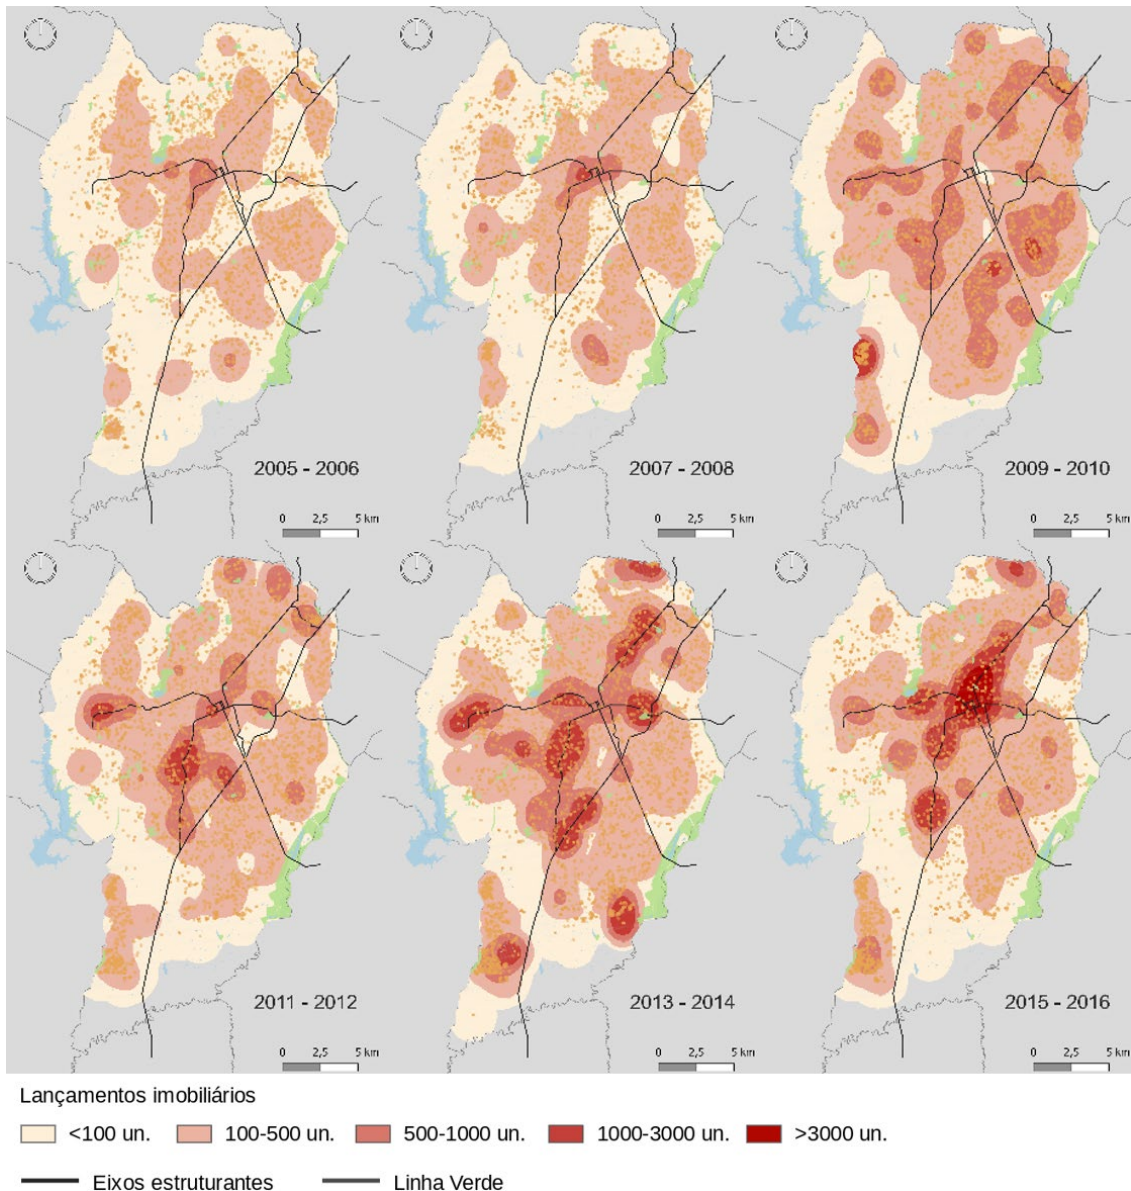 2005 - 2006
0 2,5 5 km
2007 - 2008
0 2,5 5 km
2009 - 2010
0 2,5 5 km
2011 - 2012
0 2,5 5 km
2013 - 2014
0 2,5 5 km
2015 - 2016
0 2,5 5 km
Lançamentos imobiliários
<100 un. 100-500 un. 500-1000 un. 1000-3000 un. >3000 un.
Eixos estruturantes Linha Verde